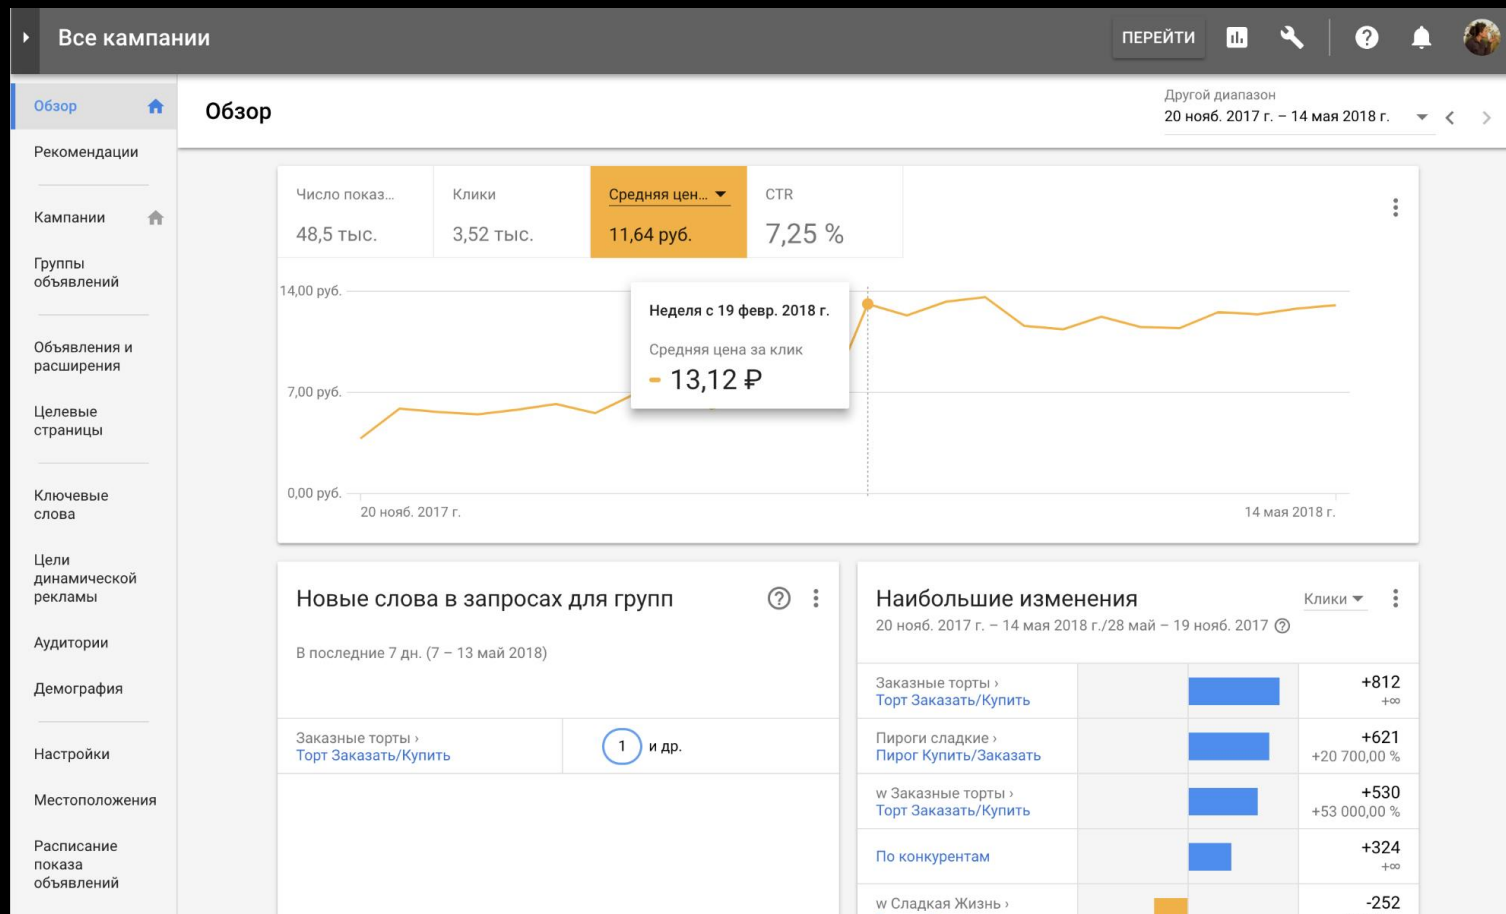 Все кампании
ПЕРЕЙТИ
Обзор
Рекомендации
Кампании
Группы
объявлений
Объявления и
расширения
Целевые
страницы
Ключевые
слова
Цели
динамической
рекламы
Аудитории
Демография
Настройки
Местоположения
Расписание
показа
объявлений
Обзор
Другой диапазон
20 нояб. 2017 г. – 14 мая 2018 г.
Число показ...
48,5 тыс.
Клики
3,52 тыс.
Средняя цен...
11,64 руб.
CTR
7,25 %
14,00 руб.
7,00 руб.
0,00 руб.
Неделя с 19 февр. 2018 г.
Средняя цена за клик
13,12 ₽
20 нояб. 2017 г.
14 мая 2018 г.
Новые слова в запросах для групп
В последние 7 дн. (7 – 13 май 2018)
Заказные торты ›
Торт Заказать/Купить
1 и др.
Наибольшие изменения
Клики
20 нояб. 2017 г. – 14 мая 2018 г./28 май – 19 нояб. 2017
Заказные торты ›
Торт Заказать/Купить
+812
+∞
Пироги сладкие ›
Пирог Купить/Заказать
+621
+20 700,00 %
w Заказные торты ›
Торт Заказать/Купить
+530
+53 000,00 %
По конкурентам
+324
+∞
w Сладкая Жизнь ›
-252